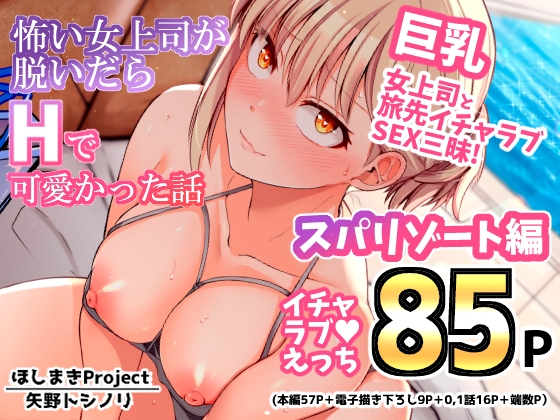 怖い女上司が
脱いだら
Hで
可愛かった話
巨乳
女上司と
旅先イチャラブ
SEX三昧!
スパリゾート編
イチャ
ラブ♥
えっち
85P
ほしまきProject
矢野トシノリ
(本編57P+電子描き下ろし9P+0,1話16P+端数P)